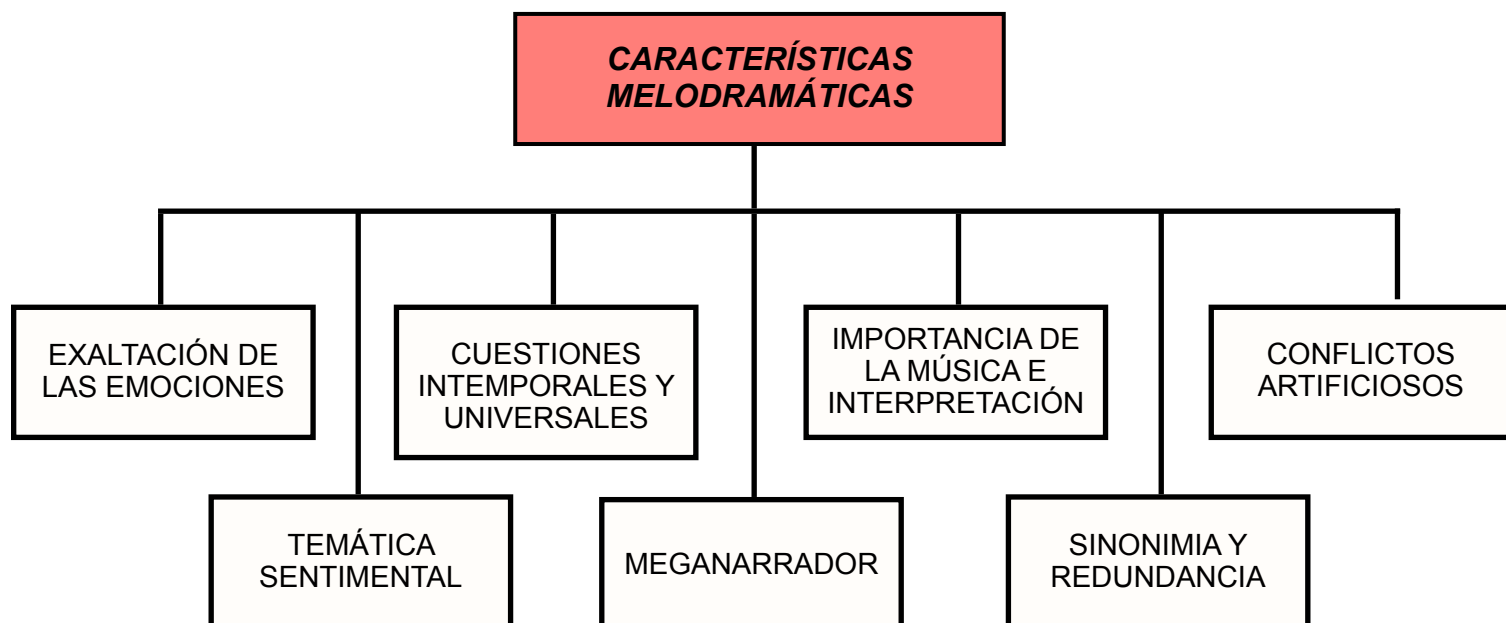 CARACTERÍSTICAS
MELODRAMÁTICAS
EXALTACIÓN DE
LAS EMOCIONES
CUESTIONES
INTEMPORALES Y
UNIVERSALES
IMPORTANCIA DE
LA MÚSICA E
INTERPRETACIÓN
CONFLICTOS
ARTIFICIOSOS
TEMÁTICA
SENTIMENTAL
MEGANARRADOR
SINONIMIA Y
REDUNDANCIA